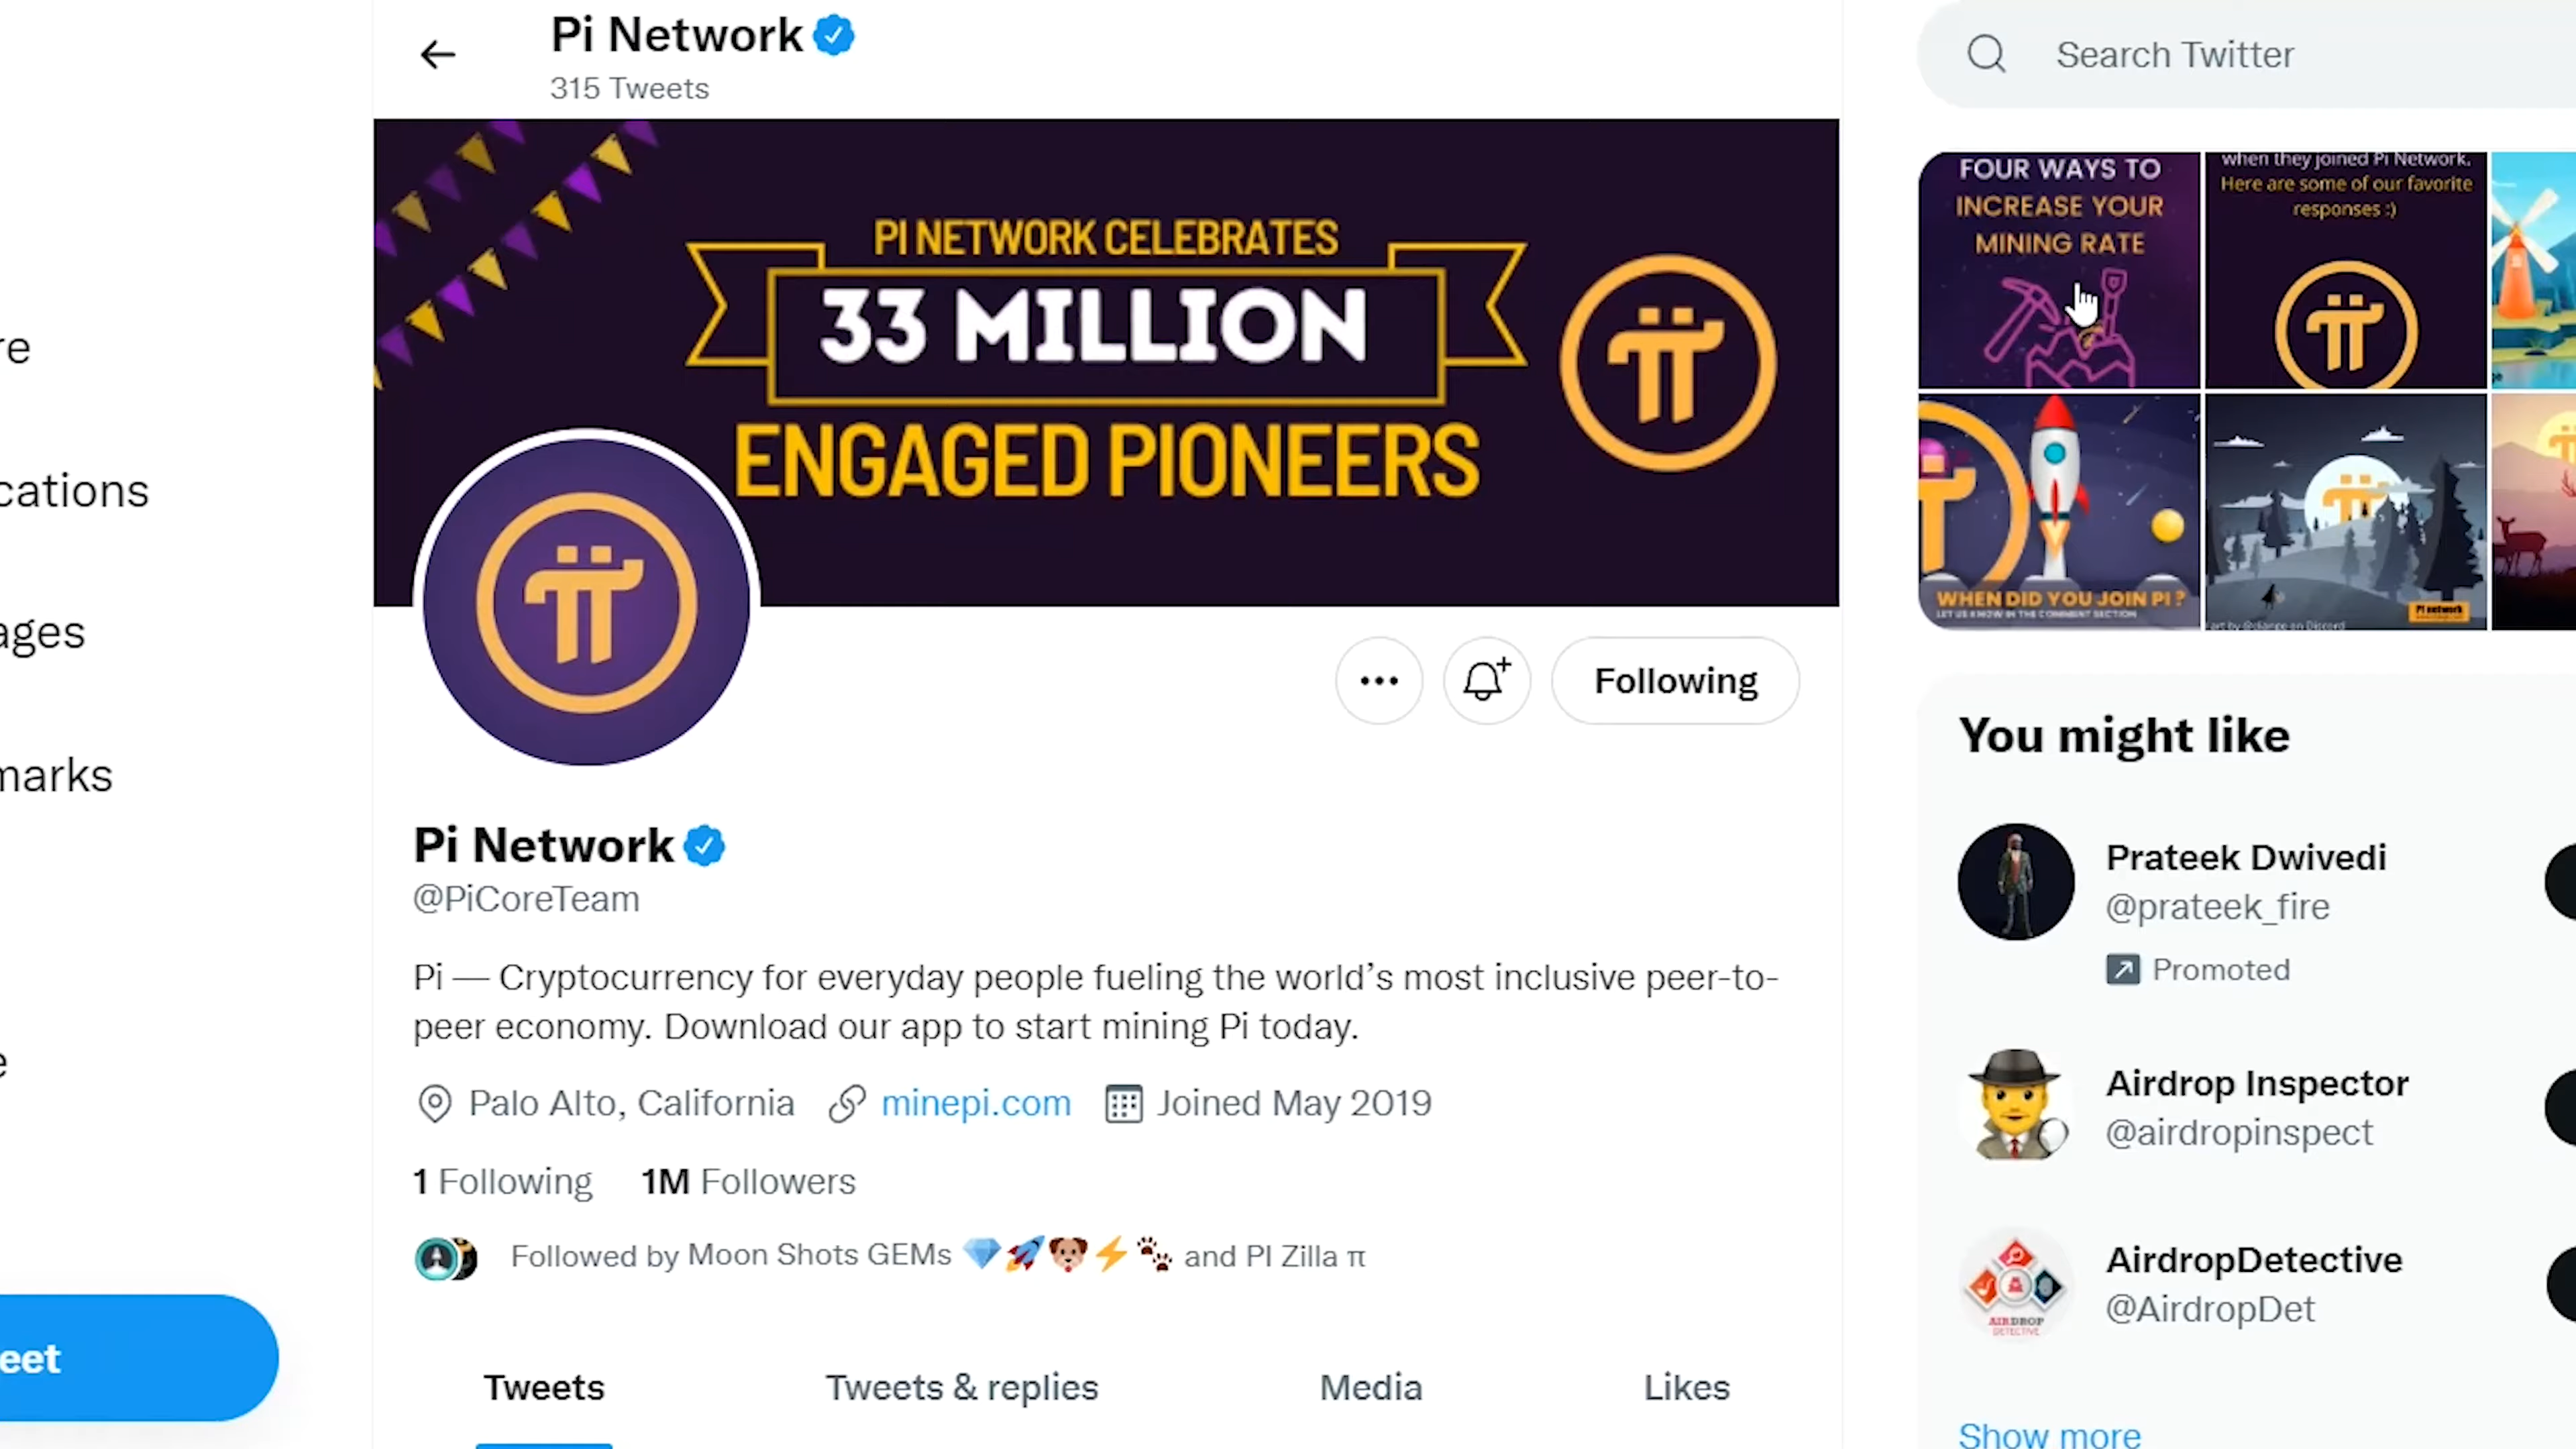 Pi Network
315 Tweets
re
cations
ages
marks
e
eet
PI NETWORK CELEBRATES
33 MILLION
ENGAGED PIONEERS
Following
Pi Network
@PiCoreTeam
Pi — Cryptocurrency for everyday people fueling the world's most inclusive peer-to-
peer economy. Download our app to start mining Pi today.
Palo Alto, California minepi.com Joined May 2019
1 Following 1M Followers
Followed by Moon Shots GEMs 💎🚀🐶⚡🐾 and PI Zilla π
Tweets Tweets & replies Media Likes
Search Twitter
FOUR WAYS TO
INCREASE YOUR
MINING RATE
when they joined Pi Network.
Here are some of our favorite
responses :)
WHEN DID YOU JOIN PI ?
LET US KNOW IN THE COMMENT SECTION
Pi network
You might like
Prateek Dwivedi
@prateek_fire
Promoted
Airdrop Inspector
@airdropinspect
AirdropDetective
@AirdropDet
AIRDROP
DETECTIVE
Show more